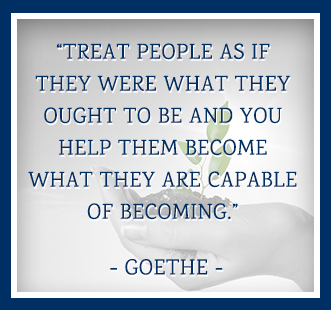 “TREAT PEOPLE AS IF
THEY WERE WHAT THEY
OUGHT TO BE AND YOU
HELP THEM BECOME
WHAT THEY ARE CAPABLE
OF BECOMING.”
- GOETHE -